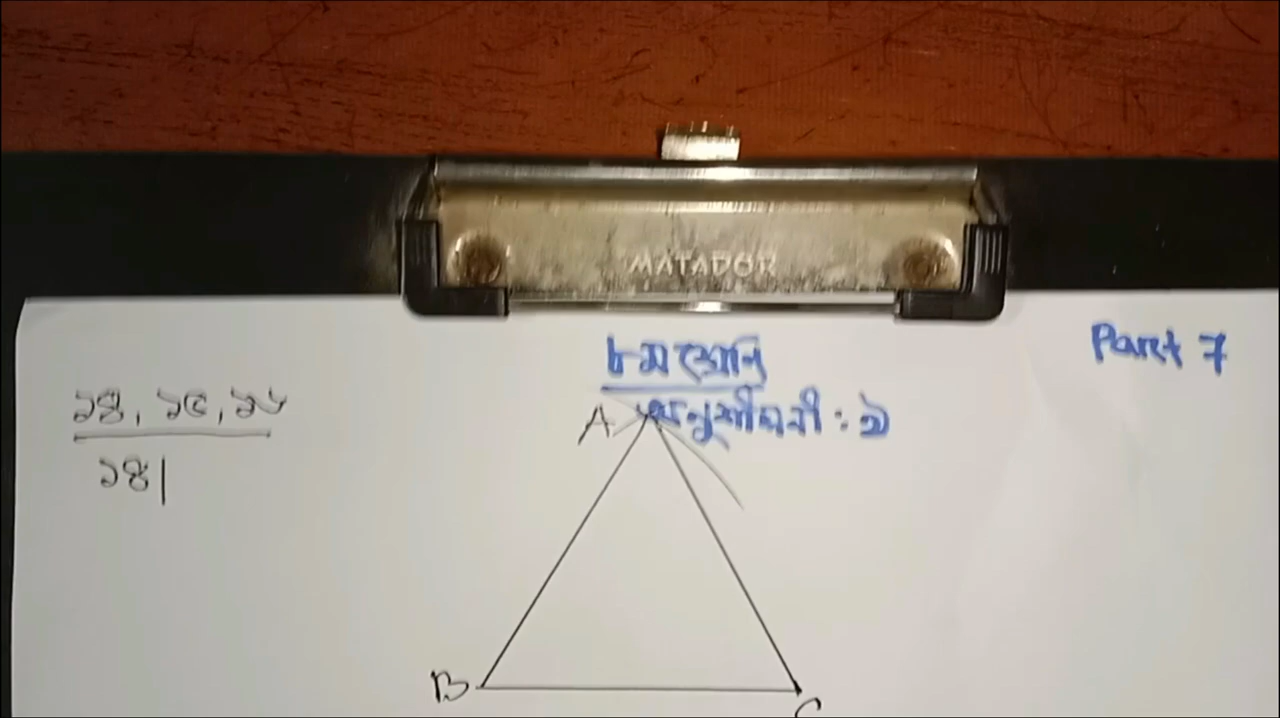 MATADOR
৮ম শ্রেনি
Part 7
অনুশীলনী : ৯
১৪, ১৫, ১৬
১৪|
A
B
C